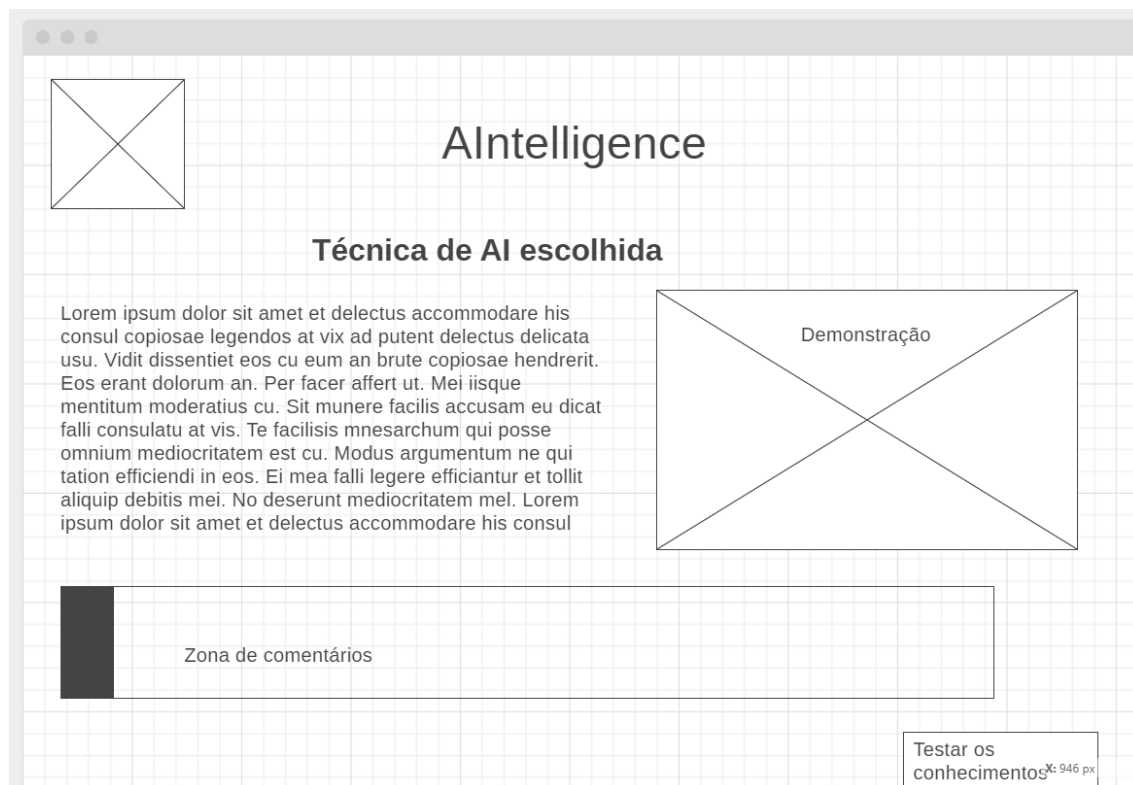 AIntelligence
Técnica de AI escolhida
Lorem ipsum dolor sit amet et delectus accommodare his
consul copiosae legendos at vix ad putent delectus delicata
usu. Vidit dissentiet eos cu eum an brute copiosae hendrerit.
Eos erant dolorum an. Per facer affert ut. Mei iisque
mentitum moderatius cu. Sit munere facilis accusam eu dicat
falli consulatu at vis. Te facilisis mnesarchum qui posse
omnium mediocritatem est cu. Modus argumentum ne qui
tation efficiendi in eos. Ei mea falli legere efficiantur et tollit
aliquip debitis mei. No deserunt mediocritatem mel. Lorem
ipsum dolor sit amet et delectus accommodare his consul
Demonstração
Zona de comentários
Testar os
conhecimentos
X: 946 px